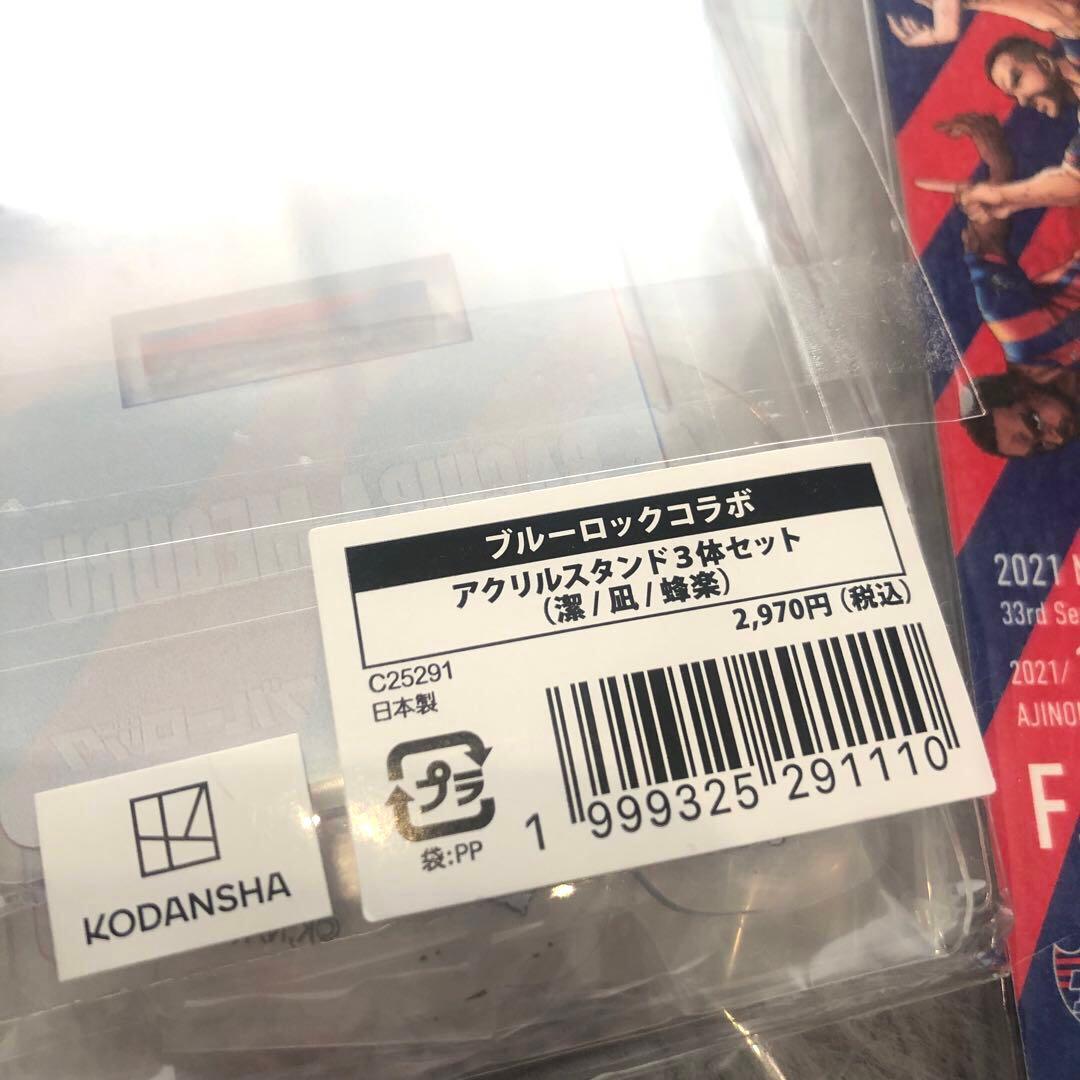 ブルーロックコラボ
アクリルスタンド3体セット
(潔/凪/蜂楽)
2,970円(税込)
C25291
日本製
プラ
袋:PP
1 999325 291110
KODANSHA
2021
33rd Se
2021/
AJINO
F